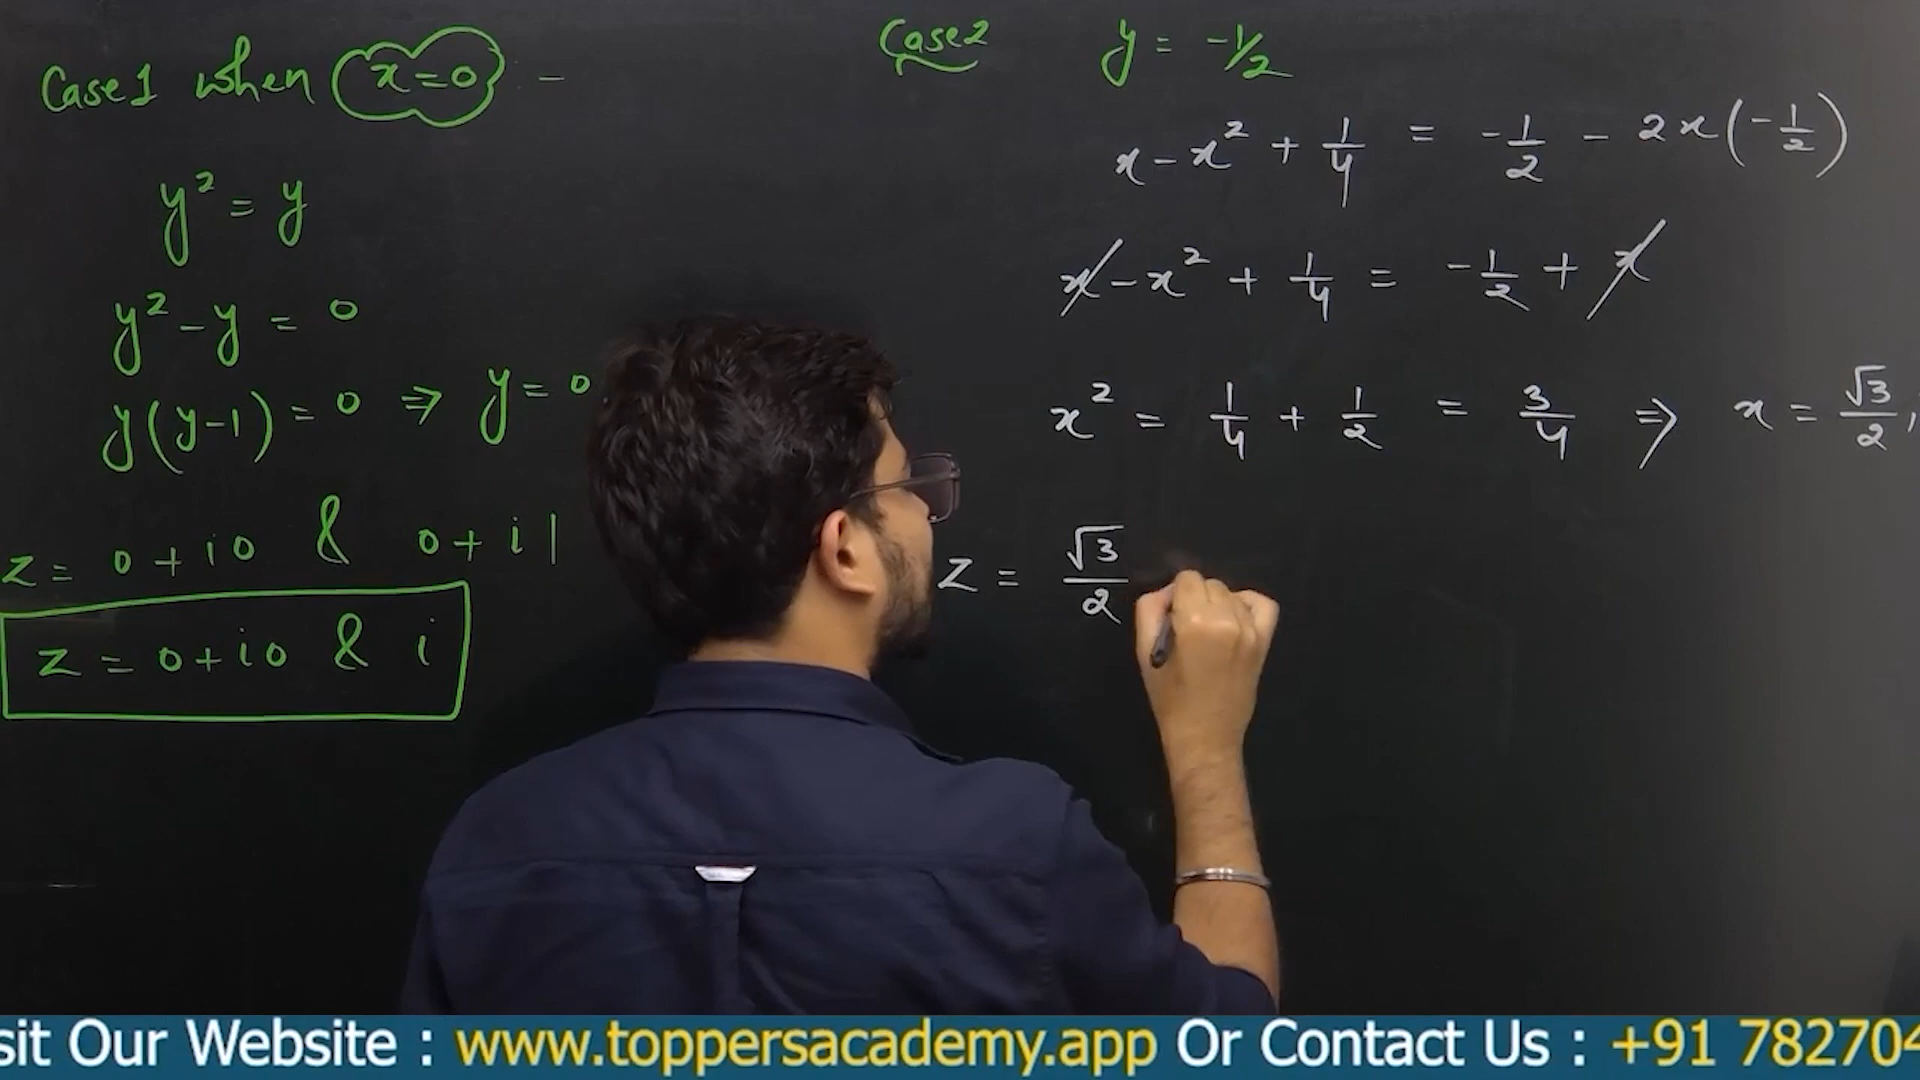 Case 1 when x = 0 -
y² = y
y² - y = 0
y(y-1) = 0 ⇒ y = 0
z = 0 + i0 & 0 + i1
z = 0 + i0 & i
Case 2 y = -1/2
x - x² + 1/4 = -1/2 - 2x(-1/2)
x - x² + 1/4 = -1/2 + x
x² = 1/4 + 1/2 = 3/4 ⇒ x = √3/2,
z = √3/2
sit Our Website : www.toppersacademy.app Or Contact Us : +91 782704